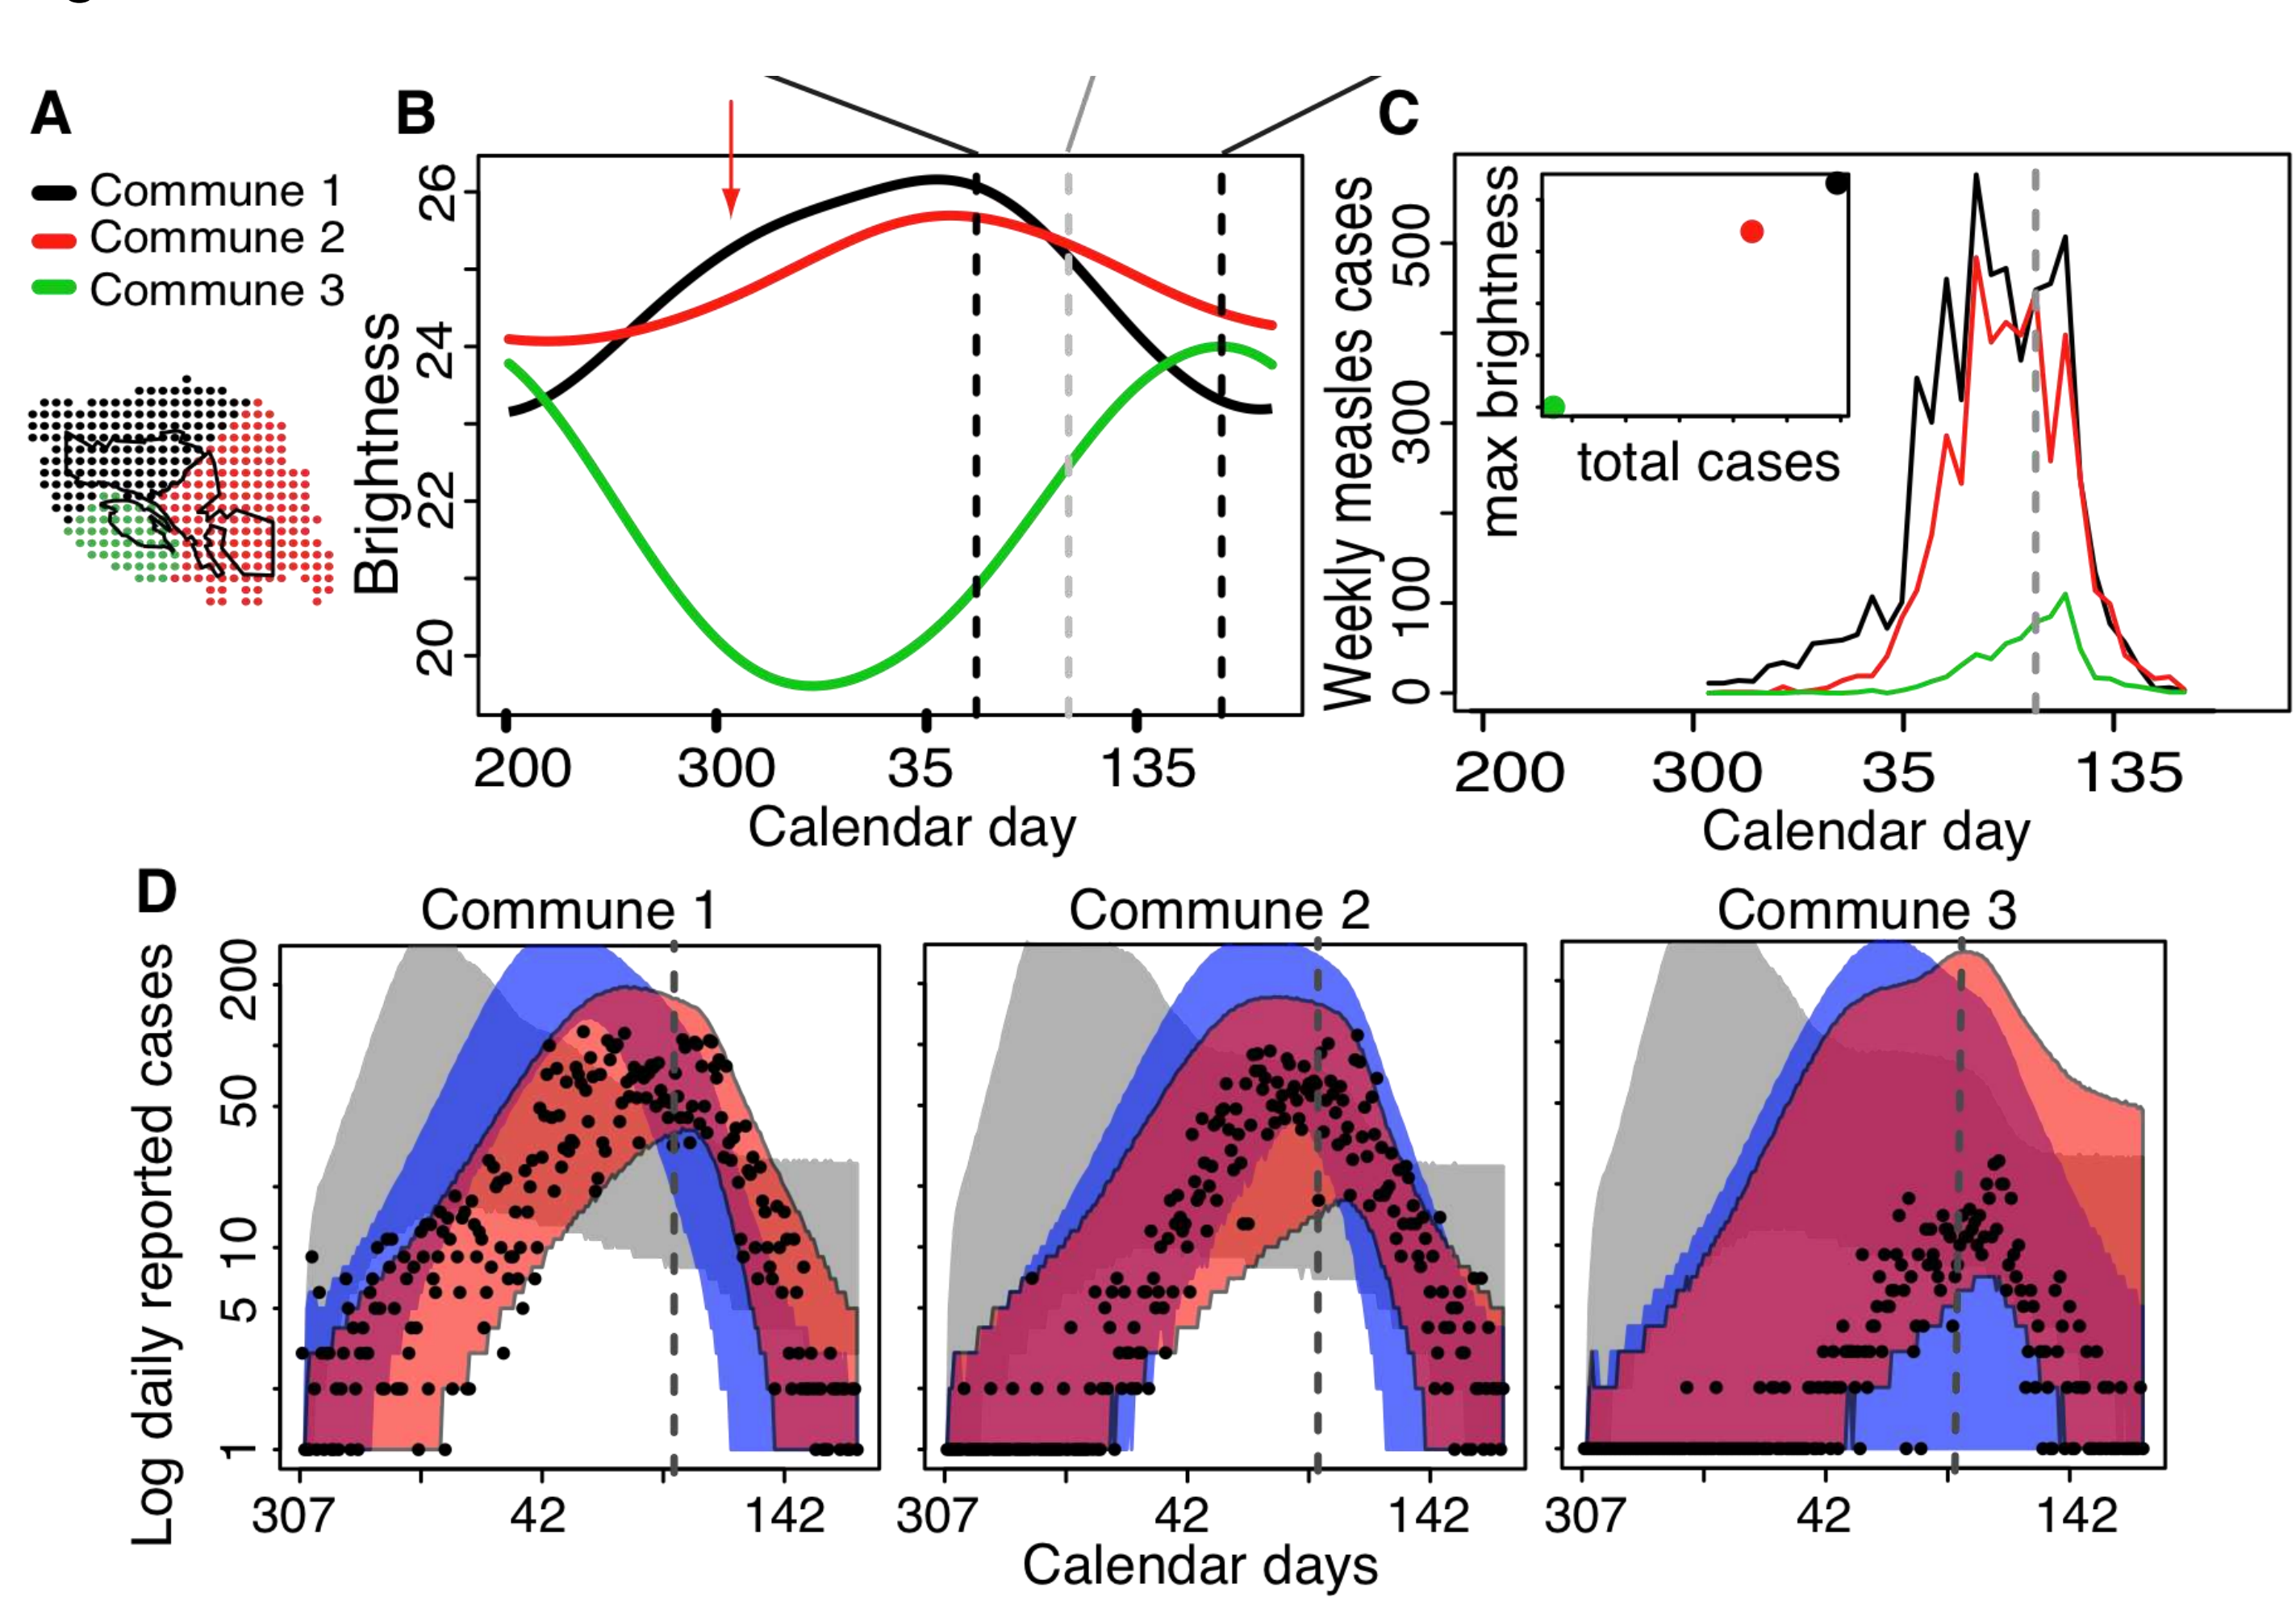 A
Commune 1
Commune 2
Commune 3
B
Brightness
26
24
22
20
200 300 35 135
Calendar day
C
Weekly measles cases
500
300
100
0
max brightness
total cases
200 300 35 135
Calendar day
D
Commune 1 Commune 2 Commune 3
Log daily reported cases
200
50
10
5
1
307 42 142 307 42 142 307 42 142
Calendar days